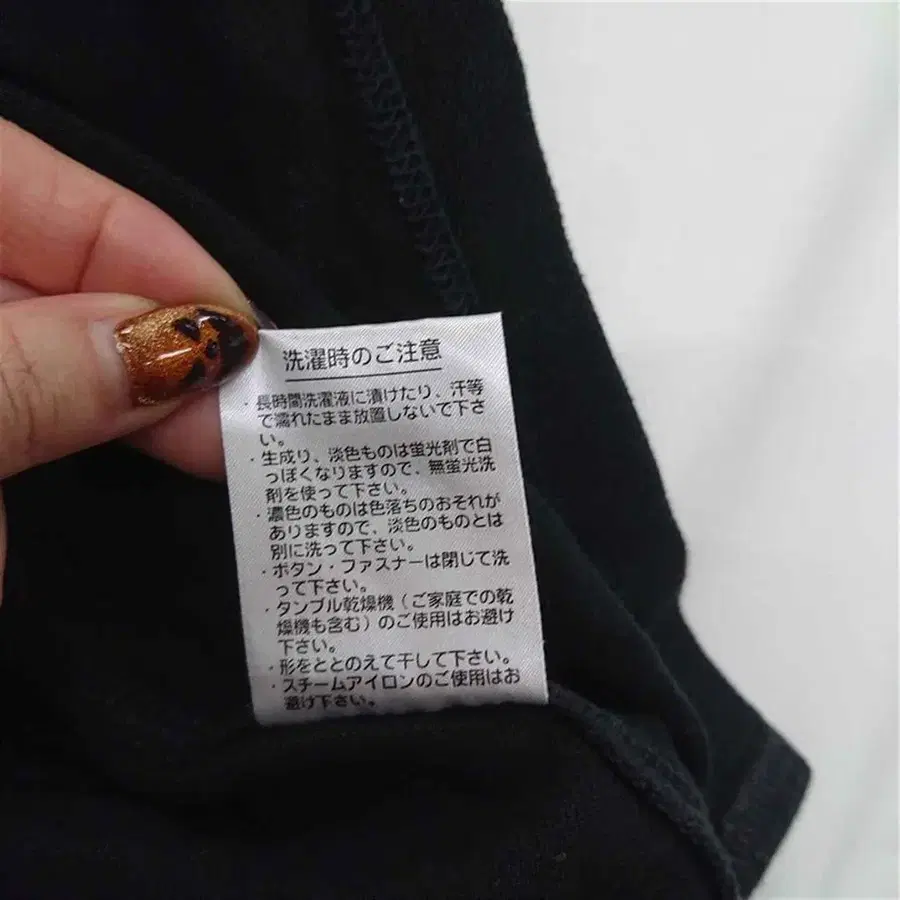 洗濯時のご注意
・長時間洗濯液に漬けたり、汗等
で濡れたまま放置しないで下さ
い。
・生成り、淡色ものは蛍光剤で白
っぽくなりますので、無蛍光洗
剤を使って下さい。
・濃色のものは色落ちのおそれが
ありますので、淡色のものとは
別に洗って下さい。
・ボタン・ファスナーは閉じて洗
って下さい。
・タンブル乾燥機（ご家庭での乾
燥機も含む）のご使用はお避け
下さい。
・形をととのえて干して下さい。
・スチームアイロンのご使用はお
避け下さい。